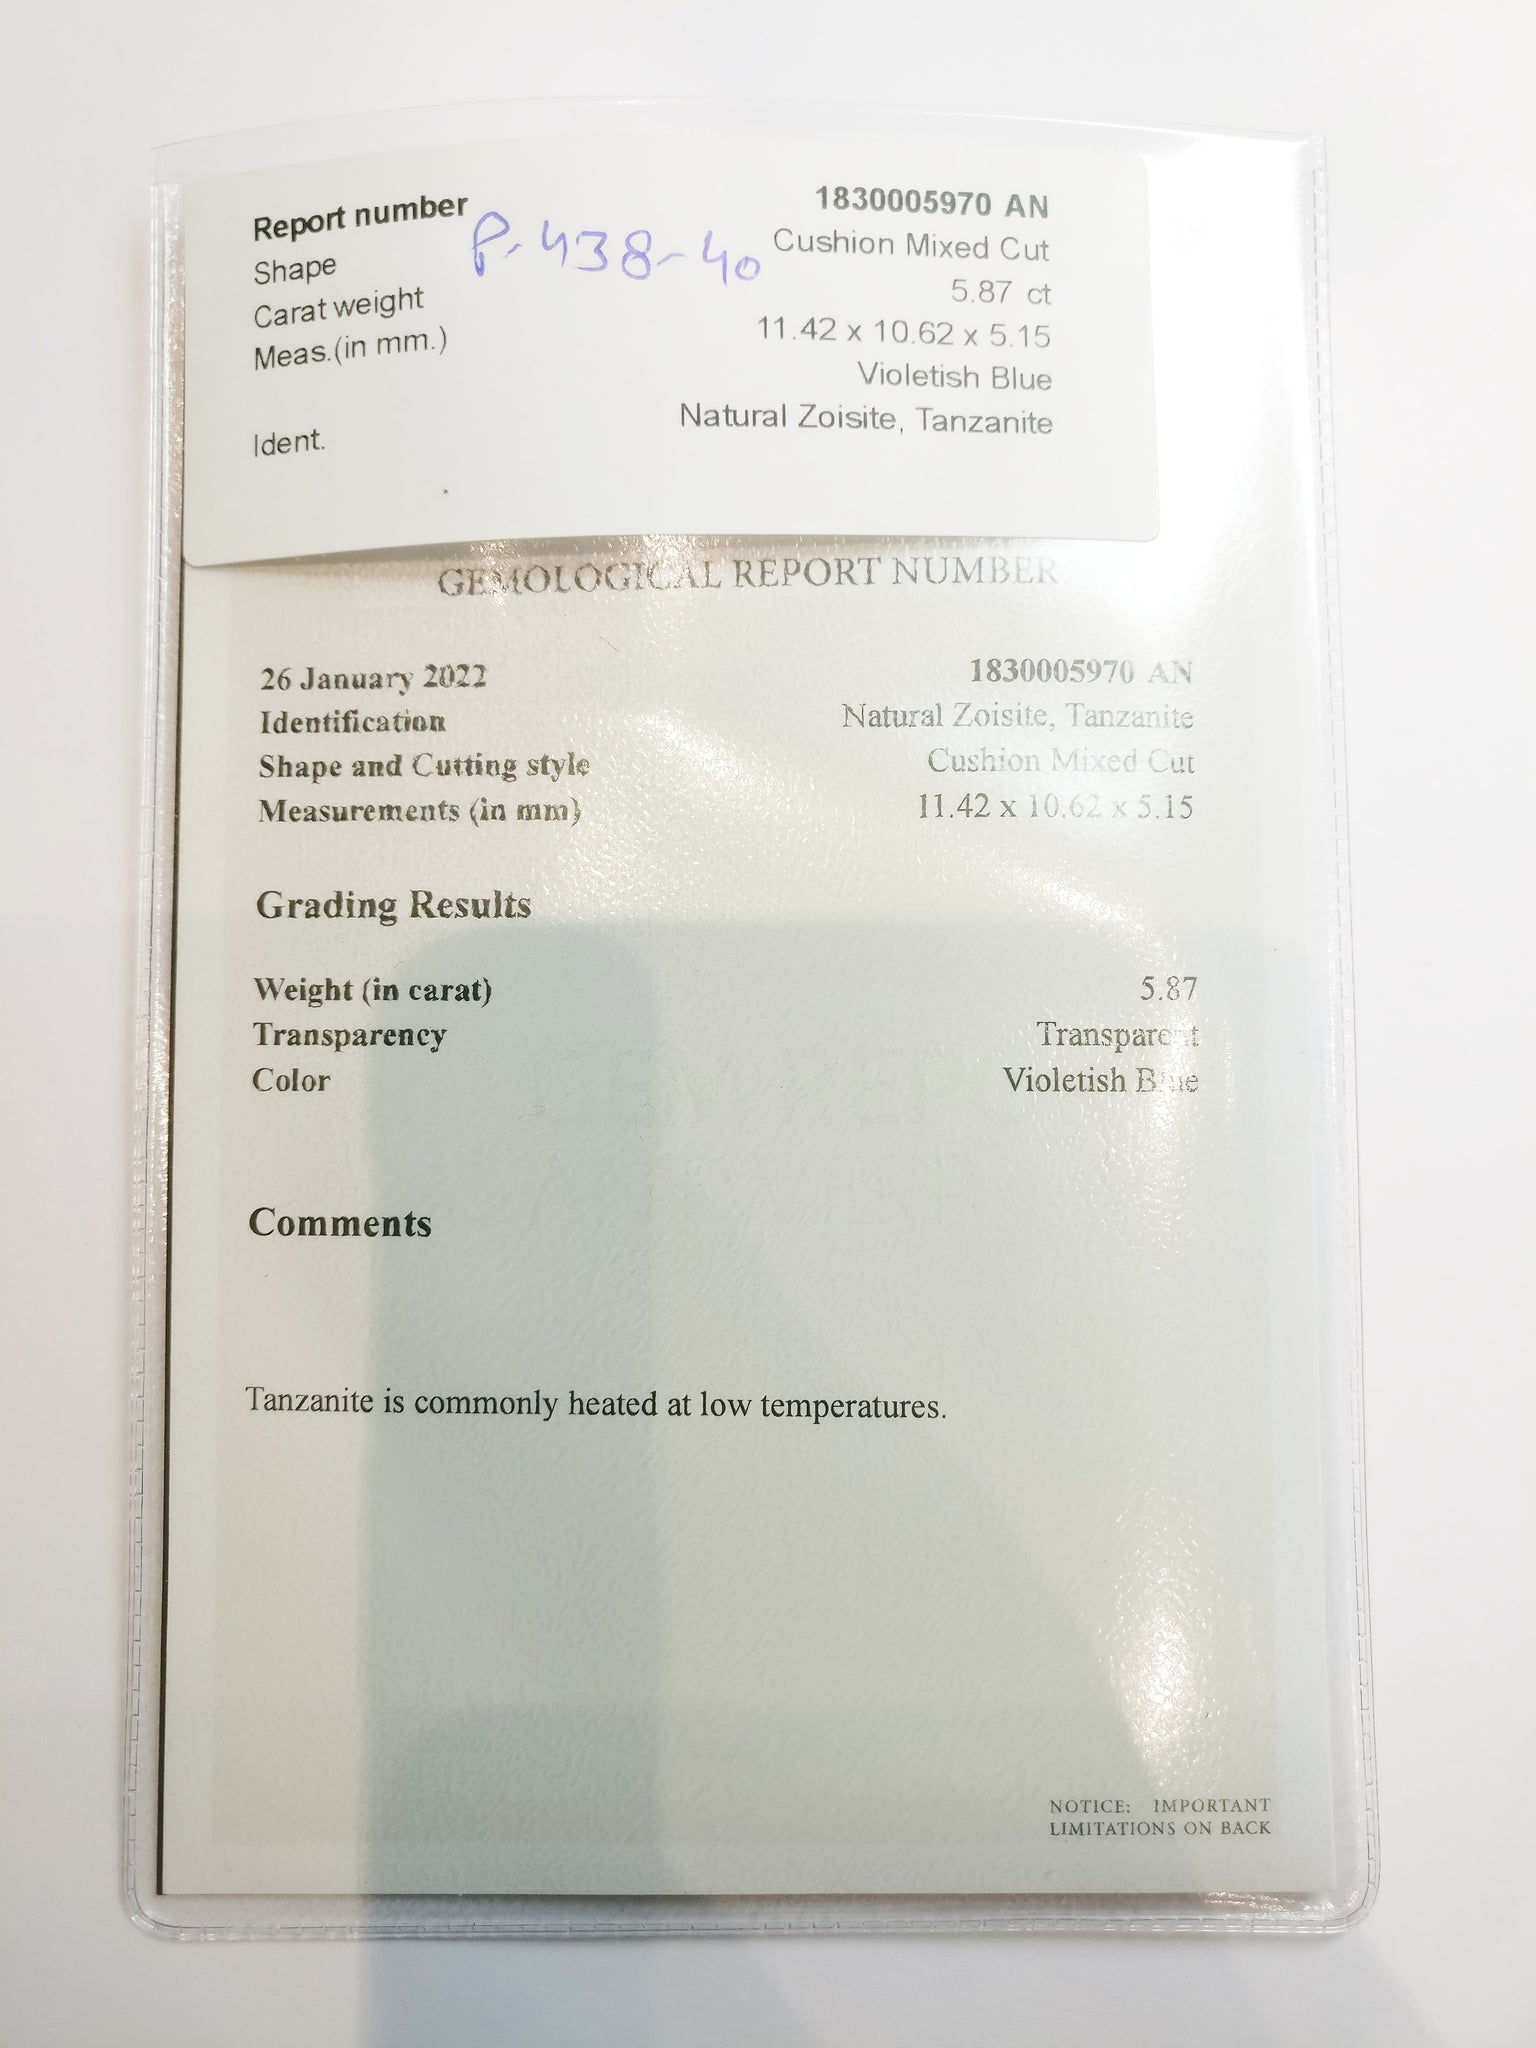 Report number 1830005970 AN
P-438-40
Shape Cushion Mixed Cut
Carat weight 5.87 ct
Meas.(in mm.) 11.42 x 10.62 x 5.15
Violetish Blue
Ident. Natural Zoisite, Tanzanite
GEMOLOGICAL REPORT NUMBER
26 January 2022 1830005970 AN
Identification Natural Zoisite, Tanzanite
Shape and Cutting style Cushion Mixed Cut
Measurements (in mm) 11.42 x 10.62 x 5.15
Grading Results
Weight (in carat) 5.87
Transparency Transparent
Color Violetish Blue
Comments
Tanzanite is commonly heated at low temperatures.
NOTICE: IMPORTANT
LIMITATIONS ON BACK